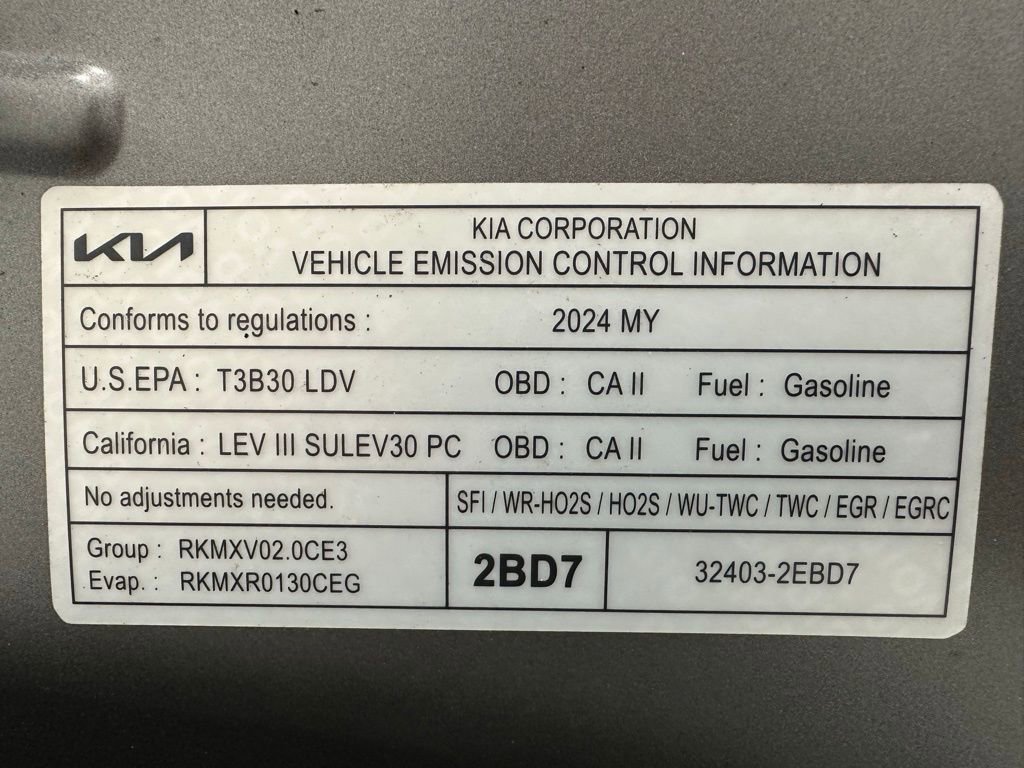 KIA KIA CORPORATION
VEHICLE EMISSION CONTROL INFORMATION
Conforms to regulations : 2024 MY
U.S.EPA : T3B30 LDV OBD : CA II Fuel : Gasoline
California : LEV III SULEV30 PC OBD : CA II Fuel : Gasoline
No adjustments needed. SFI / WR-HO2S / HO2S / WU-TWC / TWC / EGR / EGRC
Group : RKMXV02.0CE3
Evap. : RKMXR0130CEG
2BD7 32403-2EBD7